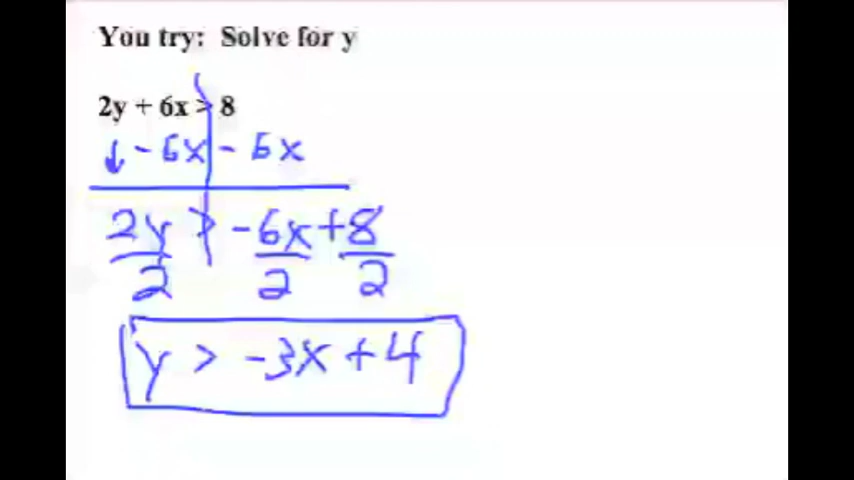 You try: Solve for y
2y + 6x > 8
↓ - 6x - 6x
2y > -6x + 8
2 2 2
y > -3x + 4